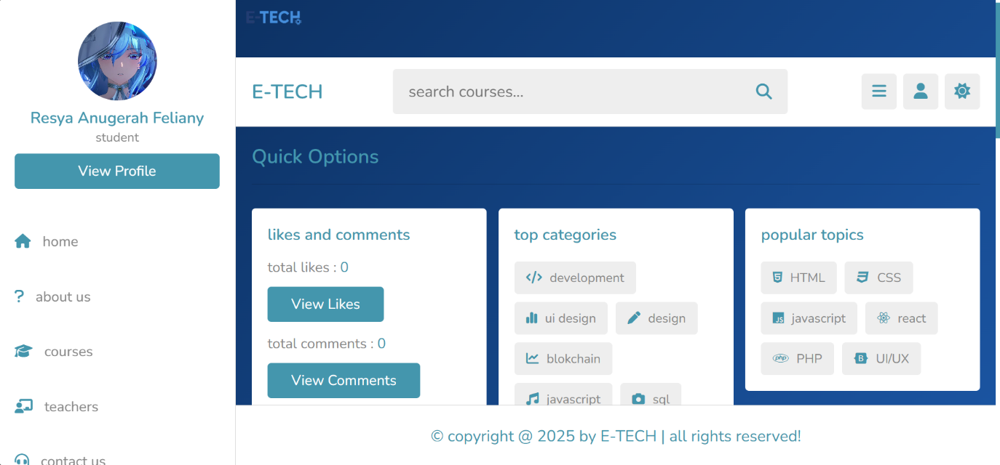 Resya Anugerah Feliany
student
View Profile
home
about us
courses
teachers
contact us
E-TECH
E-TECH
search courses...
Quick Options
likes and comments
total likes : 0
View Likes
total comments : 0
View Comments
top categories
development
ui design
design
blokchain
javascript
sql
popular topics
HTML
CSS
javascript
react
PHP
UI/UX
© copyright @ 2025 by E-TECH | all rights reserved!